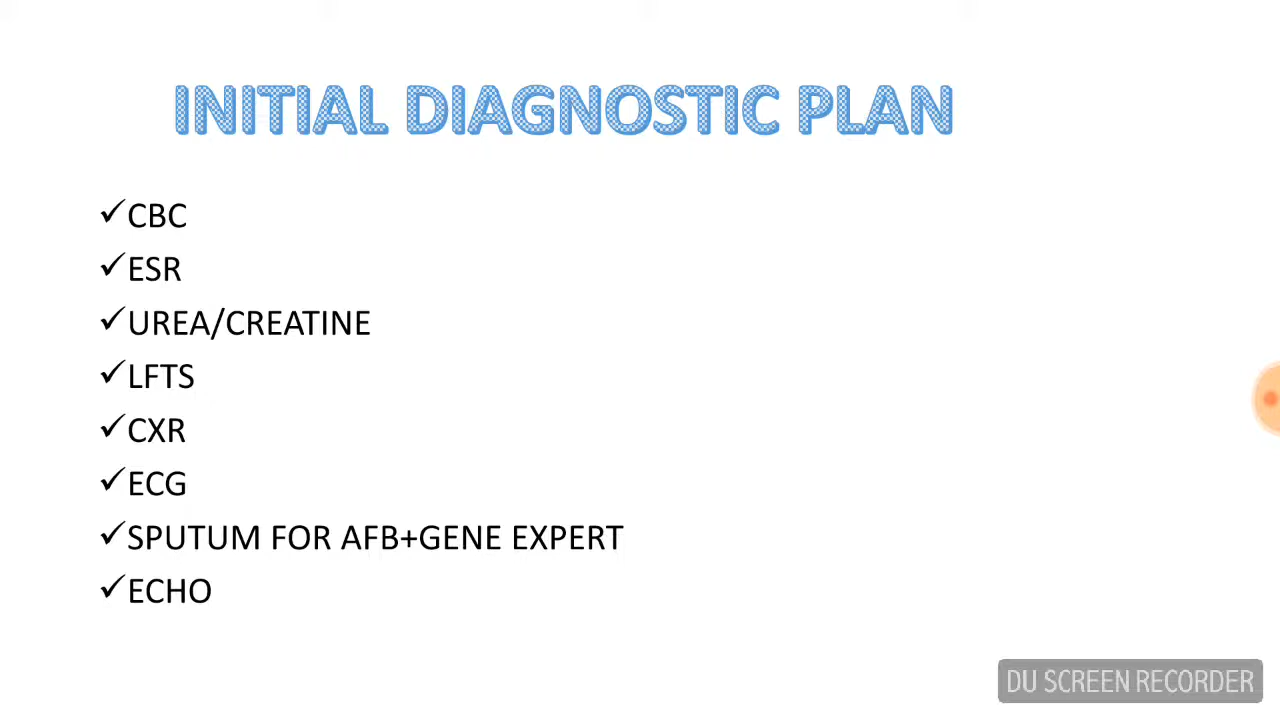 INITIAL DIAGNOSTIC PLAN
✓CBC
✓ESR
✓UREA/CREATINE
✓LFTS
✓CXR
✓ECG
✓SPUTUM FOR AFB+GENE EXPERT
✓ECHO
DU SCREEN RECORDER